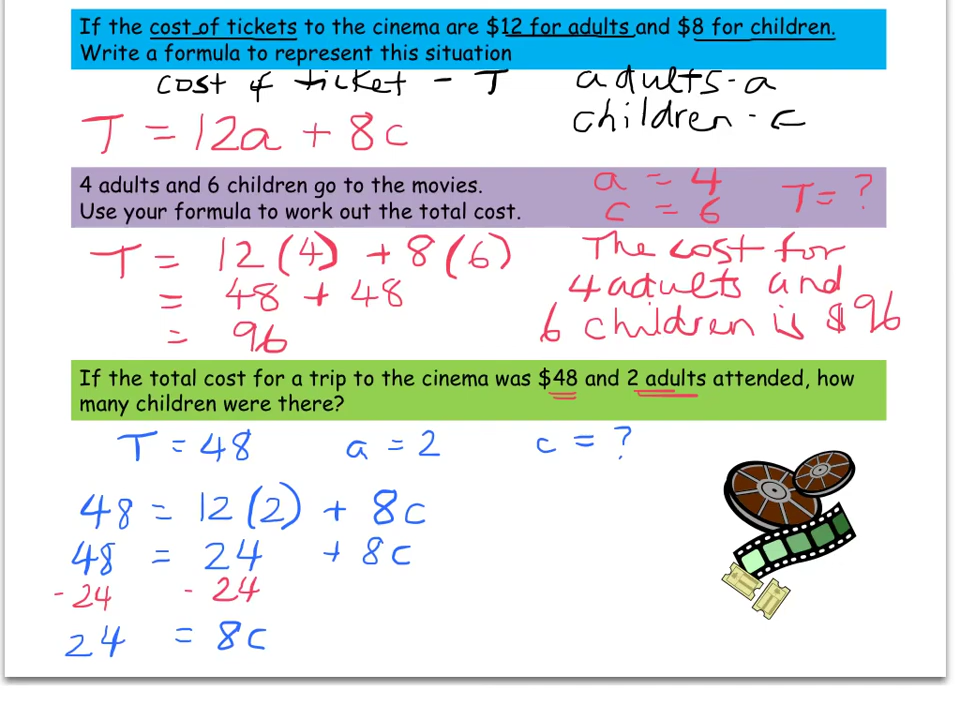 If the cost of tickets to the cinema are $12 for adults and $8 for children.
Write a formula to represent this situation
cost of ticket - T
adults - a
children - c
T = 12a + 8c
4 adults and 6 children go to the movies.
Use your formula to work out the total cost.
a = 4
c = 6
T = ?
T = 12 (4) + 8 (6)
= 48 + 48
= 96
The cost for
4 adults and
6 children is $96
If the total cost for a trip to the cinema was $48 and 2 adults attended, how
many children were there?
T = 48 a = 2 c = ?
48 = 12 (2) + 8c
48 = 24 + 8c
- 24 - 24
24 = 8c